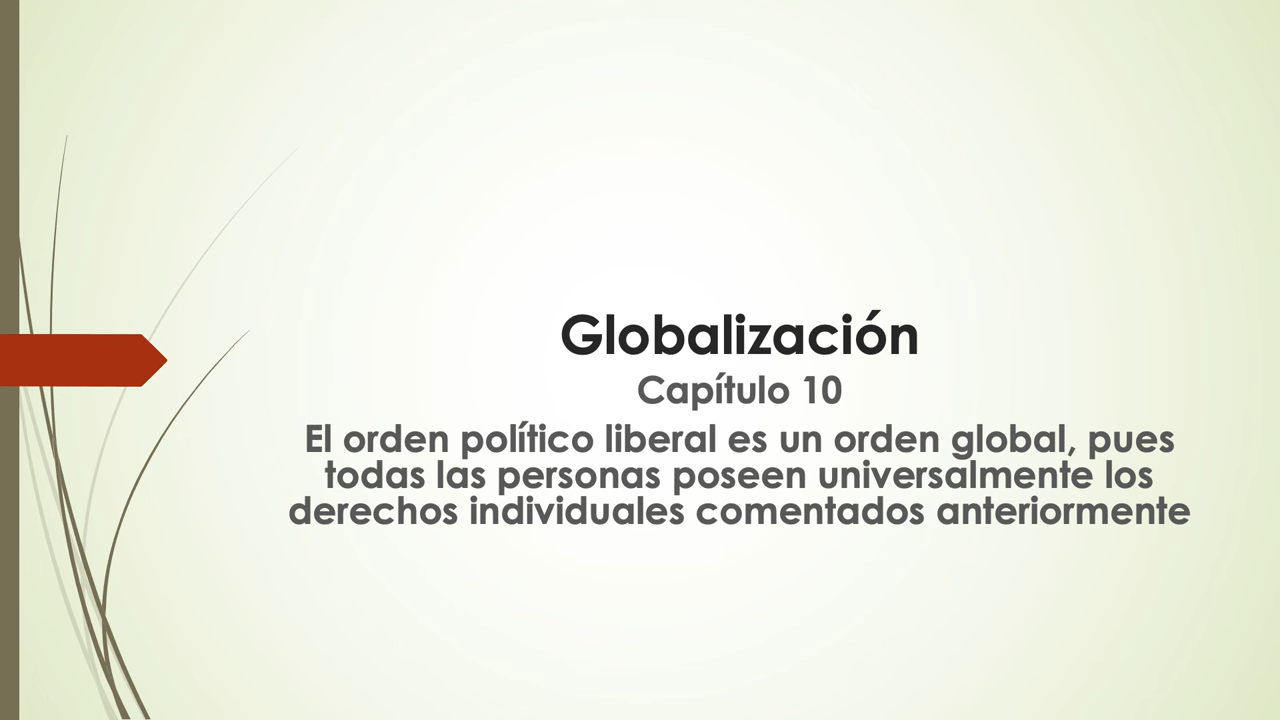 Globalización
Capítulo 10
El orden político liberal es un orden global, pues
todas las personas poseen universalmente los
derechos individuales comentados anteriormente